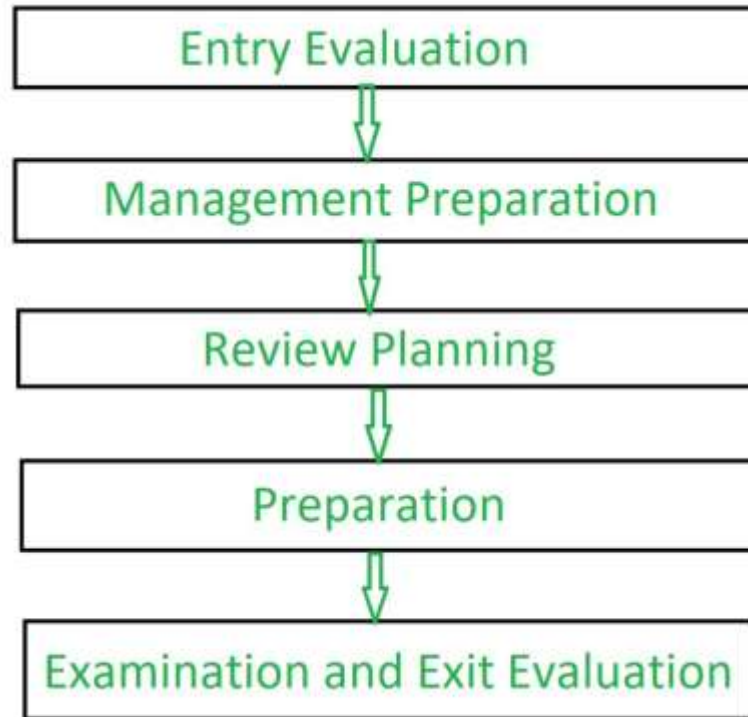 Entry Evaluation
Management Preparation
Review Planning
Preparation
Examination and Exit Evaluation